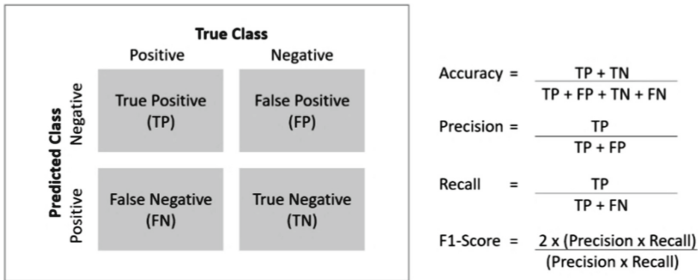 True Class
Positive Negative
Predicted Class
Negative
Positive
True Positive
(TP)
False Positive
(FP)
False Negative
(FN)
True Negative
(TN)
Accuracy = TP + TN
TP + FP + TN + FN
Precision = TP
TP + FP
Recall = TP
TP + FN
F1-Score = 2 x (Precision x Recall)
(Precision x Recall)